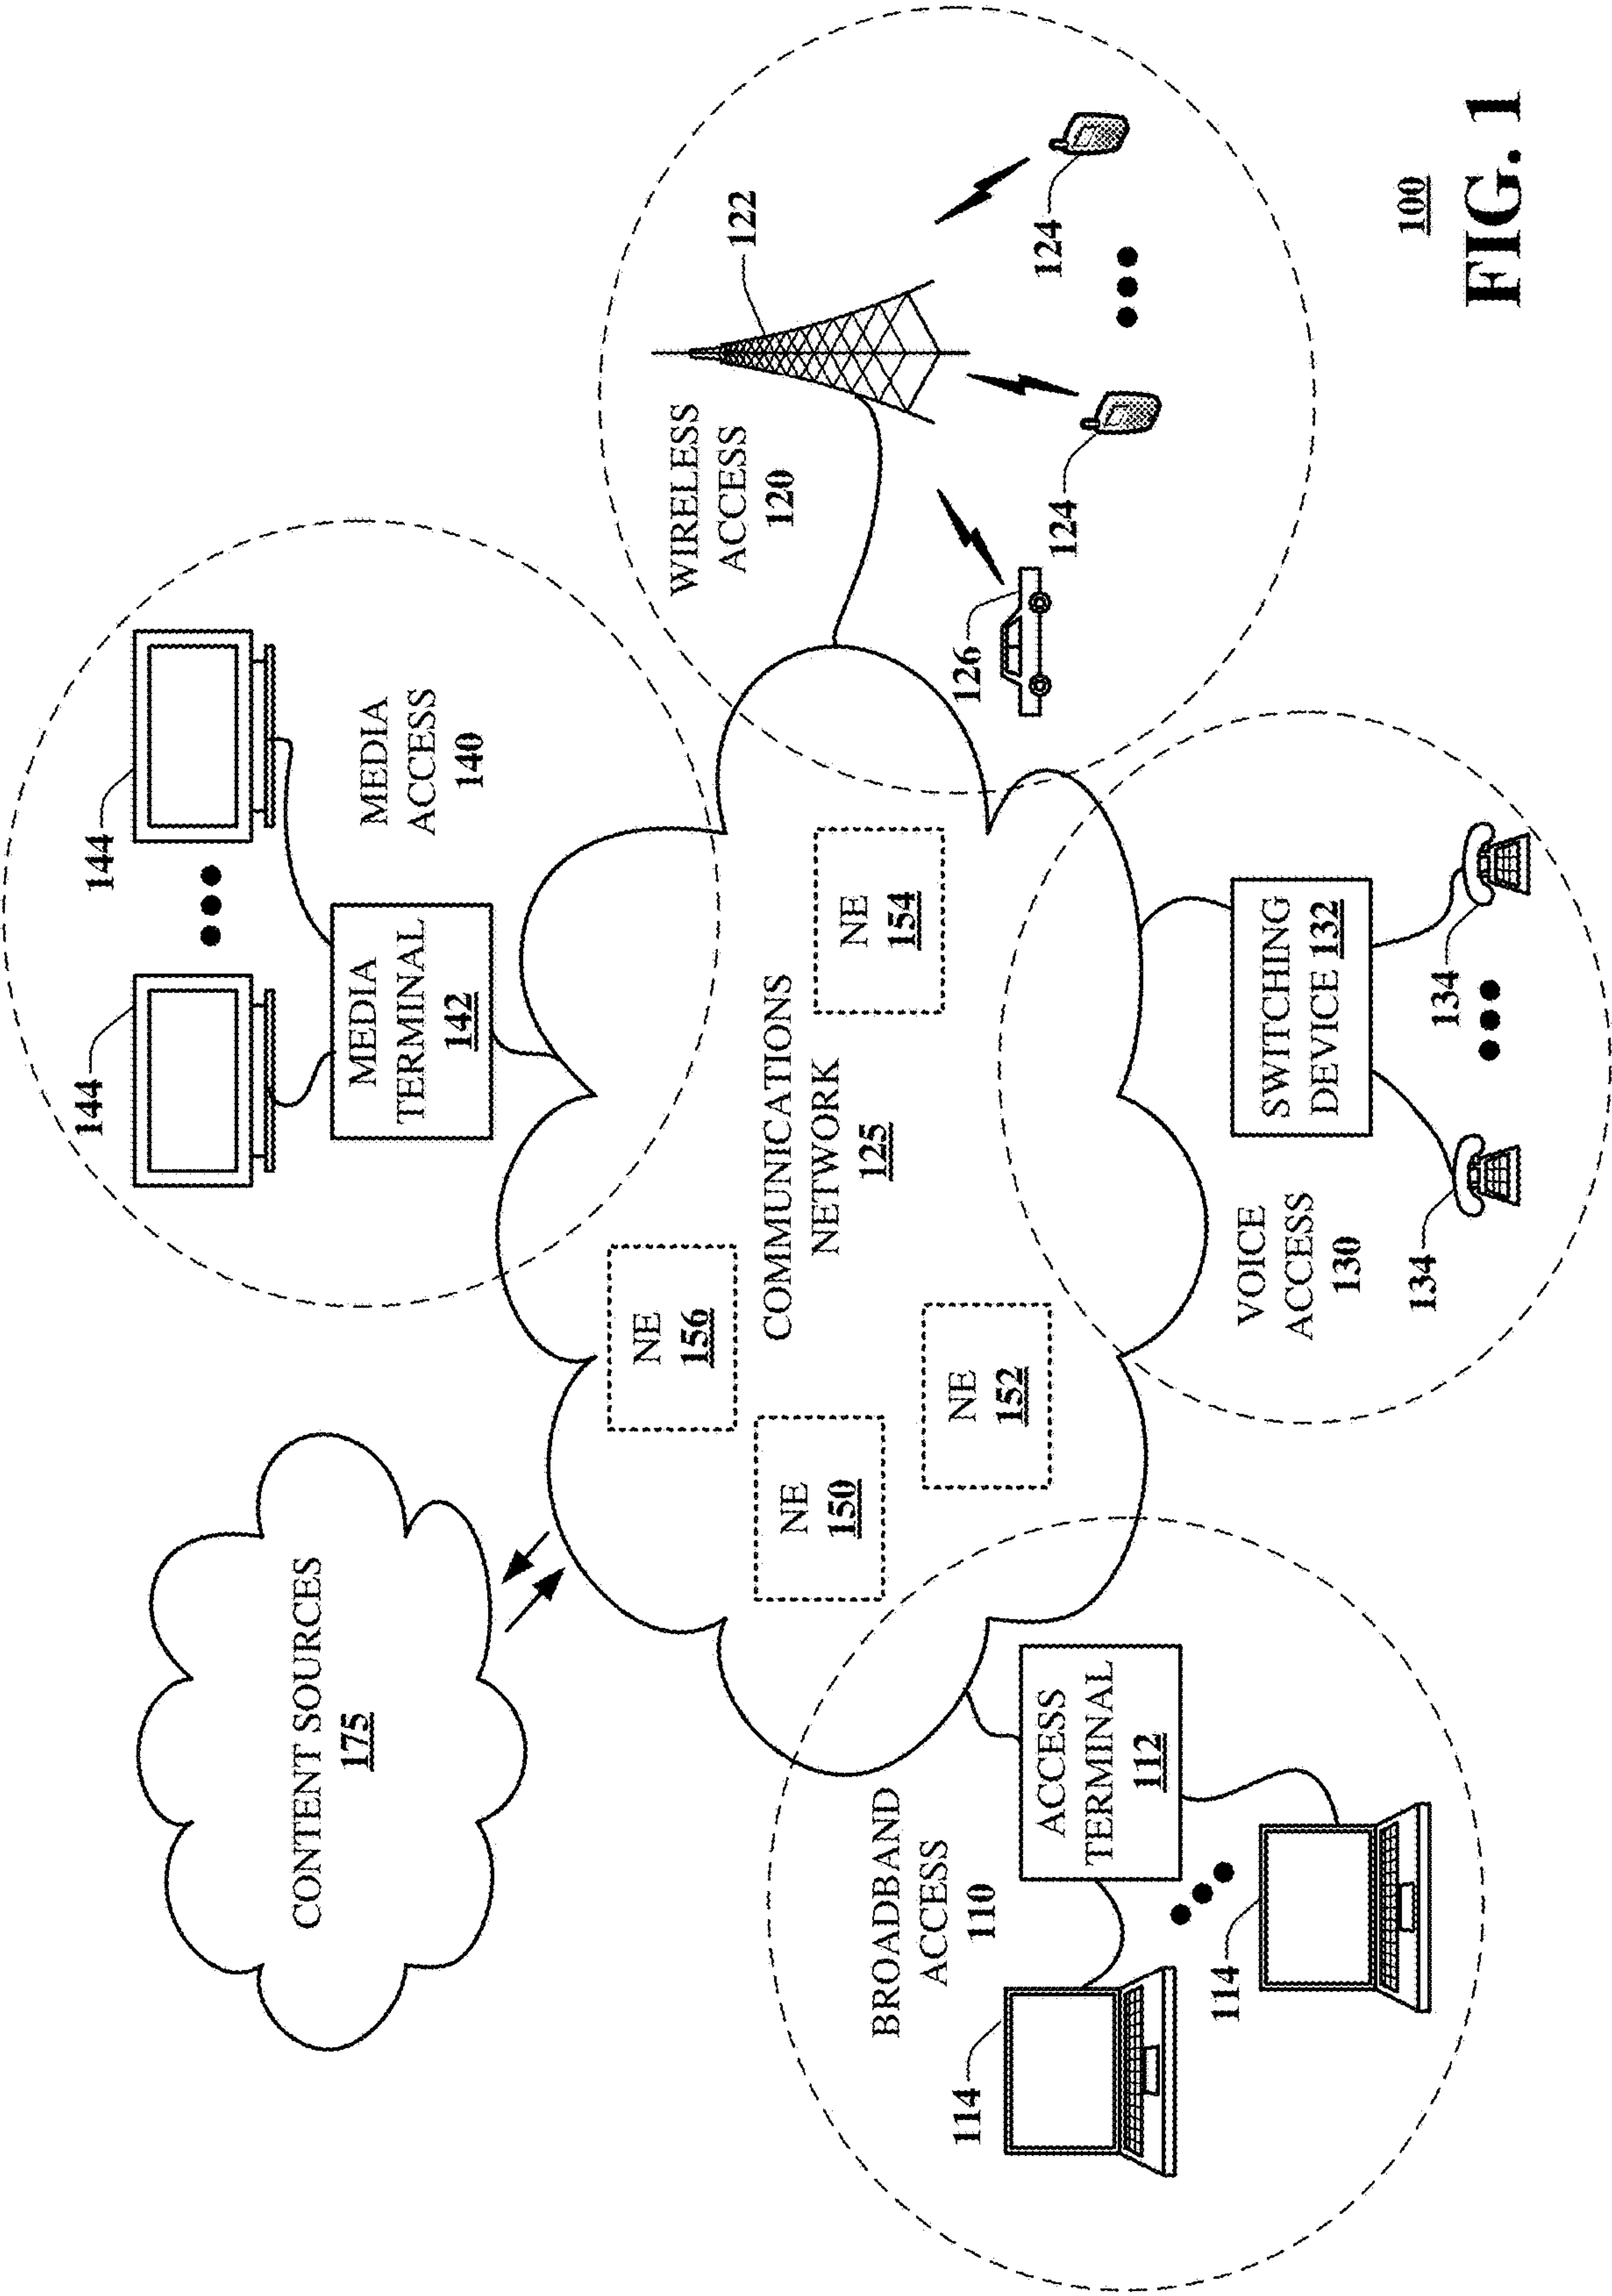 CONTENT SOURCES
175
144
144
MEDIA
TERMINAL
142
MEDIA
ACCESS
140
NE
156
NE
150
NE
152
NE
154
COMMUNICATIONS
NETWORK
125
WIRELESS
ACCESS
120
122
124
124
126
BROADBAND
ACCESS
110
ACCESS
TERMINAL
112
114
114
VOICE
ACCESS
130
SWITCHING
DEVICE 132
134
134
100
FIG. 1